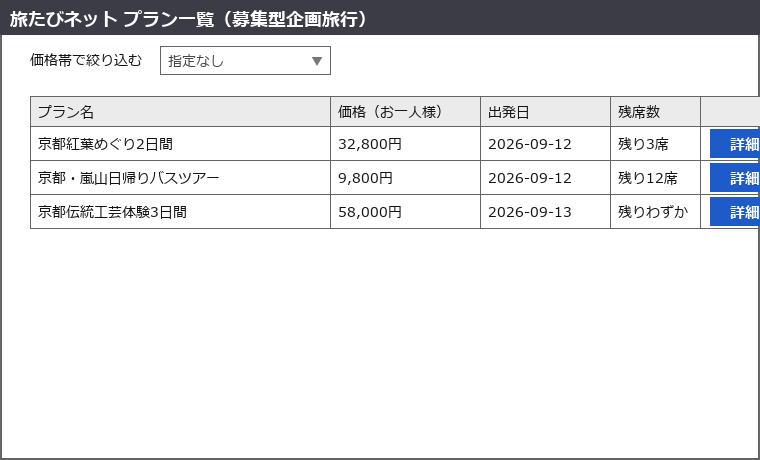 旅たびネット プラン一覧（募集型企画旅行）
価格帯で絞り込む 指定なし ▼
プラン名 価格（お一人様） 出発日 残席数
京都紅葉めぐり2日間 32,800円 2026-09-12 残り3席 詳細
京都・嵐山日帰りバスツアー 9,800円 2026-09-12 残り12席 詳細
京都伝統工芸体験3日間 58,000円 2026-09-13 残りわずか 詳細